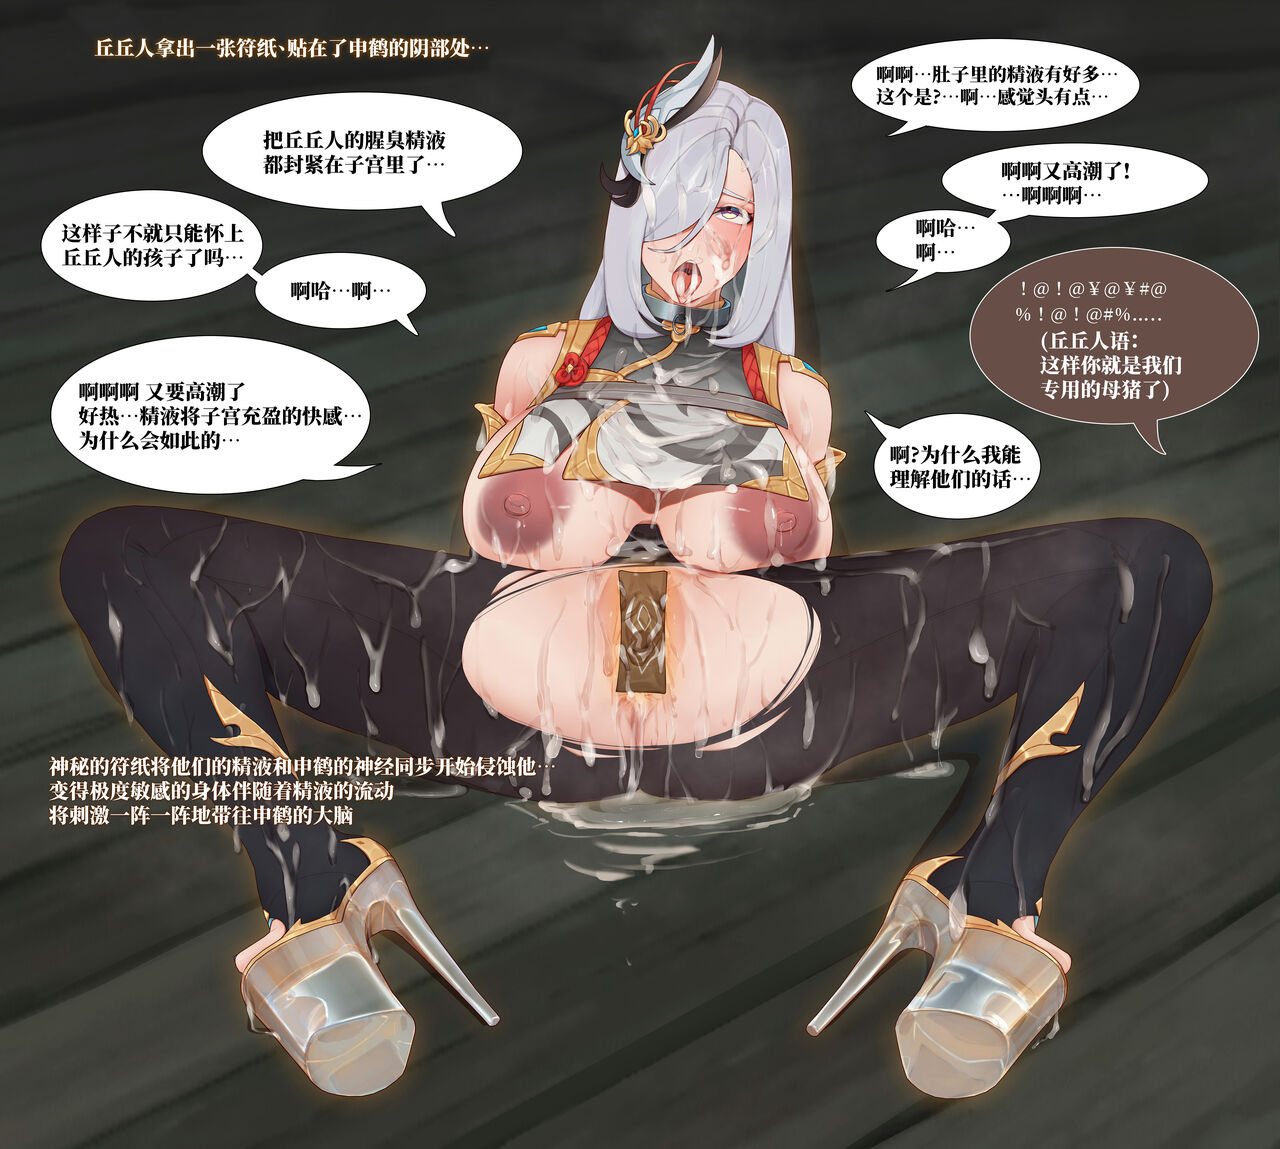 丘丘人拿出一张符纸、贴在了申鹤的阴部处…
把丘丘人的腥臭精液
都封紧在子宫里了…
这样子不就只能怀上
丘丘人的孩子了吗…
啊哈…啊…
啊啊啊 又要高潮了
好热…精液将子宫充盈的快感…
为什么会如此的…
啊啊…肚子里的精液有好多…
这个是?…啊…感觉头有点…
啊啊又高潮了!
…啊啊啊…
啊哈…
啊…
！@！@￥@￥#@
%！@！@#%.....
(丘丘人语:
这样你就是我们
专用的母猪了)
啊?为什么我能
理解他们的话…
神秘的符纸将他们的精液和申鹤的神经同步开始侵蚀他…
变得极度敏感的身体伴随着精液的流动
将刺激一阵一阵地带往申鹤的大脑